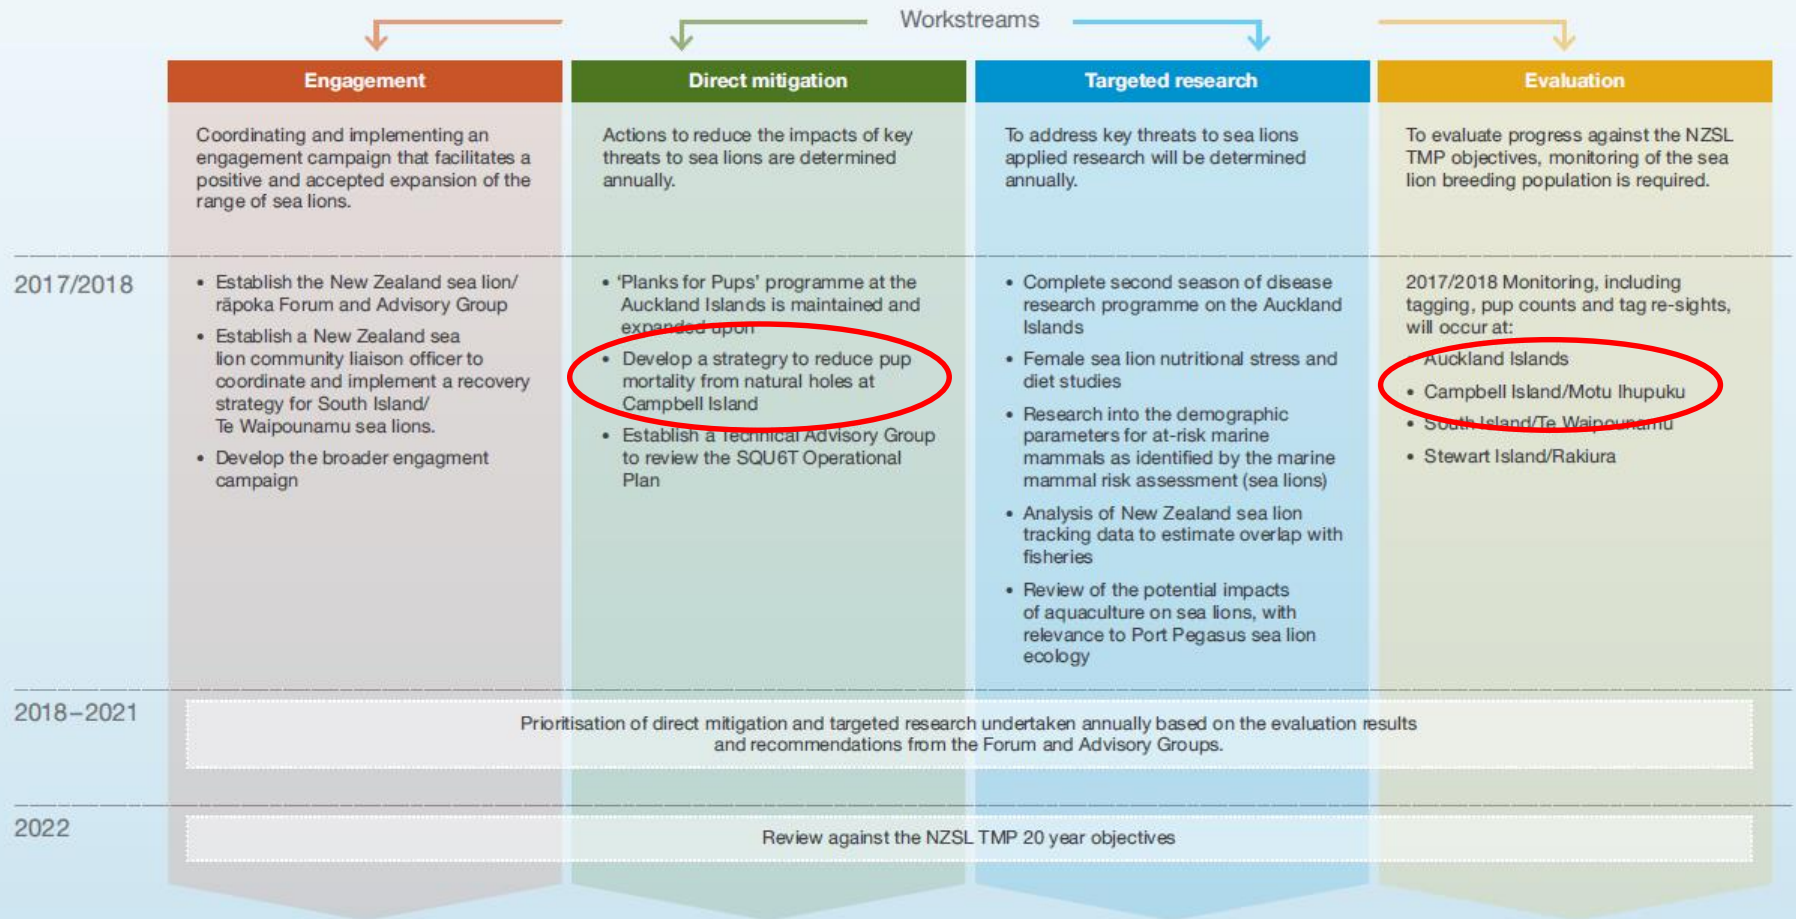 Workstreams
Engagement
Coordinating and implementing an
engagement campaign that facilitates a
positive and accepted expansion of the
range of sea lions.
Direct mitigation
Actions to reduce the impacts of key
threats to sea lions are determined
annually.
Targeted research
To address key threats to sea lions
applied research will be determined
annually.
Evaluation
To evaluate progress against the NZSL
TMP objectives, monitoring of the sea
lion breeding population is required.
2017/2018
• Establish the New Zealand sea lion/
rāpoka Forum and Advisory Group
• Establish a New Zealand sea
lion community liaison officer to
coordinate and implement a recovery
strategy for South Island/
Te Waipounamu sea lions.
• Develop the broader engagment
campaign
• 'Planks for Pups' programme at the
Auckland Islands is maintained and
expanded upon
• Develop a strategry to reduce pup
mortality from natural holes at
Campbell Island
• Establish a Technical Advisory Group
to review the SQU6T Operational
Plan
• Complete second season of disease
research programme on the Auckland
Islands
• Female sea lion nutritional stress and
diet studies
• Research into the demographic
parameters for at-risk marine
mammals as identified by the marine
mammal risk assessment (sea lions)
• Analysis of New Zealand sea lion
tracking data to estimate overlap with
fisheries
• Review of the potential impacts
of aquaculture on sea lions, with
relevance to Port Pegasus sea lion
ecology
2017/2018 Monitoring, including
tagging, pup counts and tag re-sights,
will occur at:
• Auckland Islands
• Campbell Island/Motu Ihupuku
• South Island/Te Waipounamu
• Stewart Island/Rakiura
2018–2021
Prioritisation of direct mitigation and targeted research undertaken annually based on the evaluation results
and recommendations from the Forum and Advisory Groups.
2022
Review against the NZSL TMP 20 year objectives